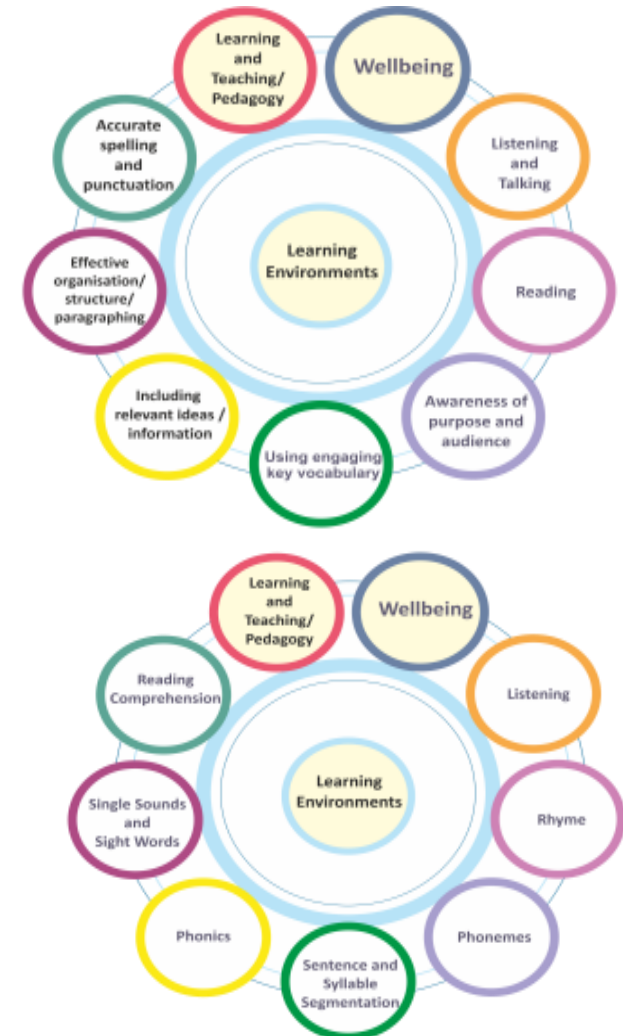 Learning
and
Teaching/
Pedagogy
Wellbeing
Accurate
spelling
and
punctuation
Listening
and
Talking
Effective
organisation/
structure/
paragraphing
Learning
Environments
Reading
Including
relevant ideas /
information
Awareness of
purpose and
audience
Using engaging
key vocabulary
Learning
and
Teaching/
Pedagogy
Wellbeing
Reading
Comprehension
Listening
Single Sounds
and
Sight Words
Learning
Environments
Rhyme
Phonics
Phonemes
Sentence and
Syllable
Segmentation